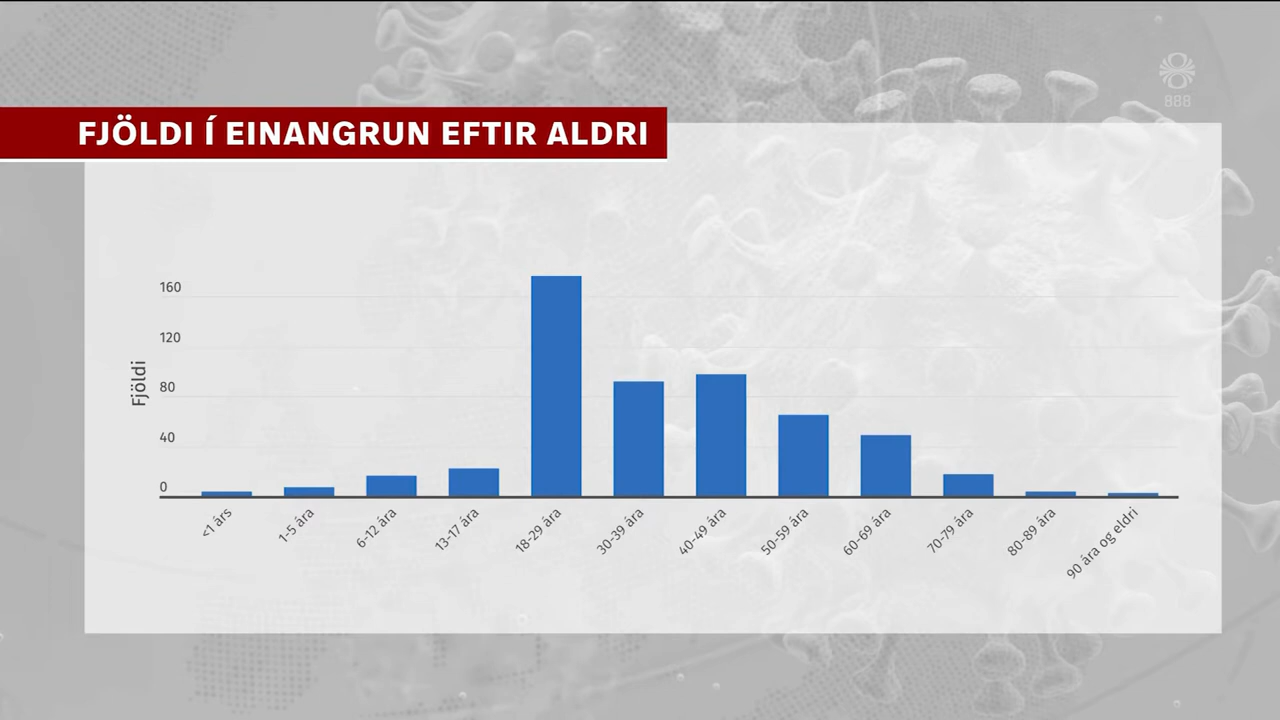 888
FJÖLDI Í EINANGRUN EFTIR ALDRI
Fjöldi
160
120
80
40
0
<1 árs
1-5 ára
6-12 ára
13-17 ára
18-29 ára
30-39 ára
40-49 ára
50-59 ára
60-69 ára
70-79 ára
80-89 ára
90 ára og eldri